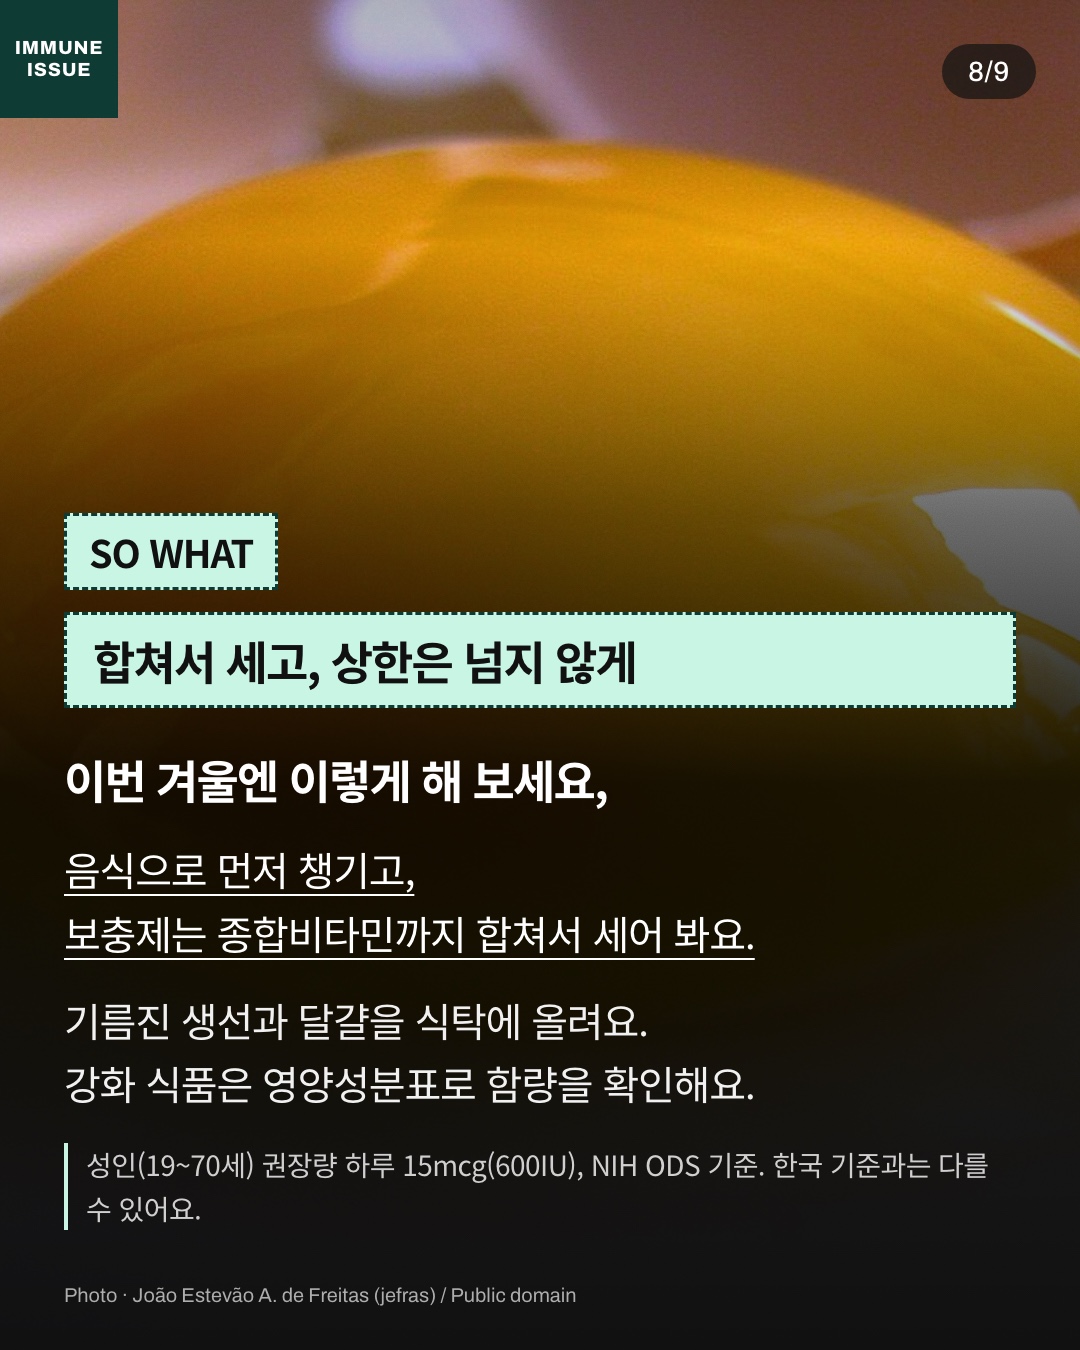 IMMUNE
ISSUE
8/9
SO WHAT
합쳐서 세고, 상한은 넘지 않게
이번 겨울엔 이렇게 해 보세요,
음식으로 먼저 챙기고,
보충제는 종합비타민까지 합쳐서 세어 봐요.
기름진 생선과 달걀을 식탁에 올려요.
강화 식품은 영양성분표로 함량을 확인해요.
성인(19~70세) 권장량 하루 15mcg(600IU), NIH ODS 기준. 한국 기준과는 다를
수 있어요.
Photo · João Estevão A. de Freitas (jefras) / Public domain